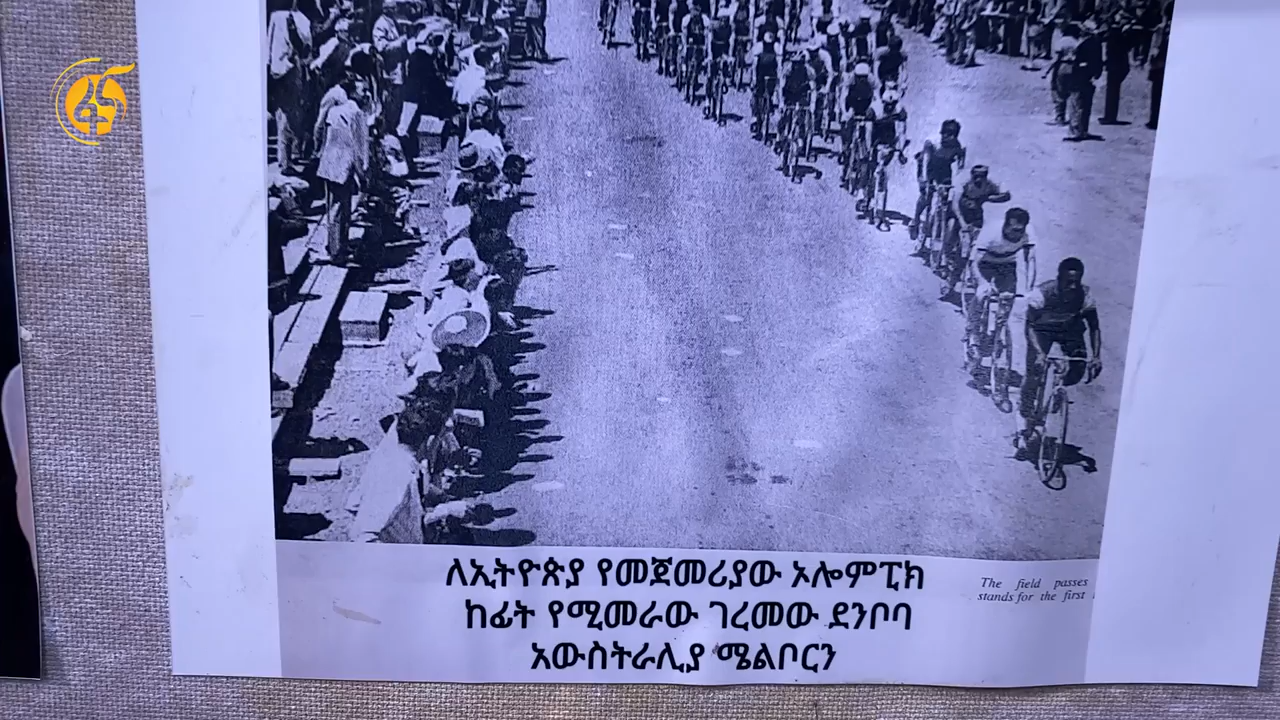 ለኢትዮጵያ የመጀመሪያው ኦሎምፒክ
ከፊት የሚመራው ገረመው ደንቦባ
አውስትራሊያ ሜልቦርን
The field passes
stands for the first